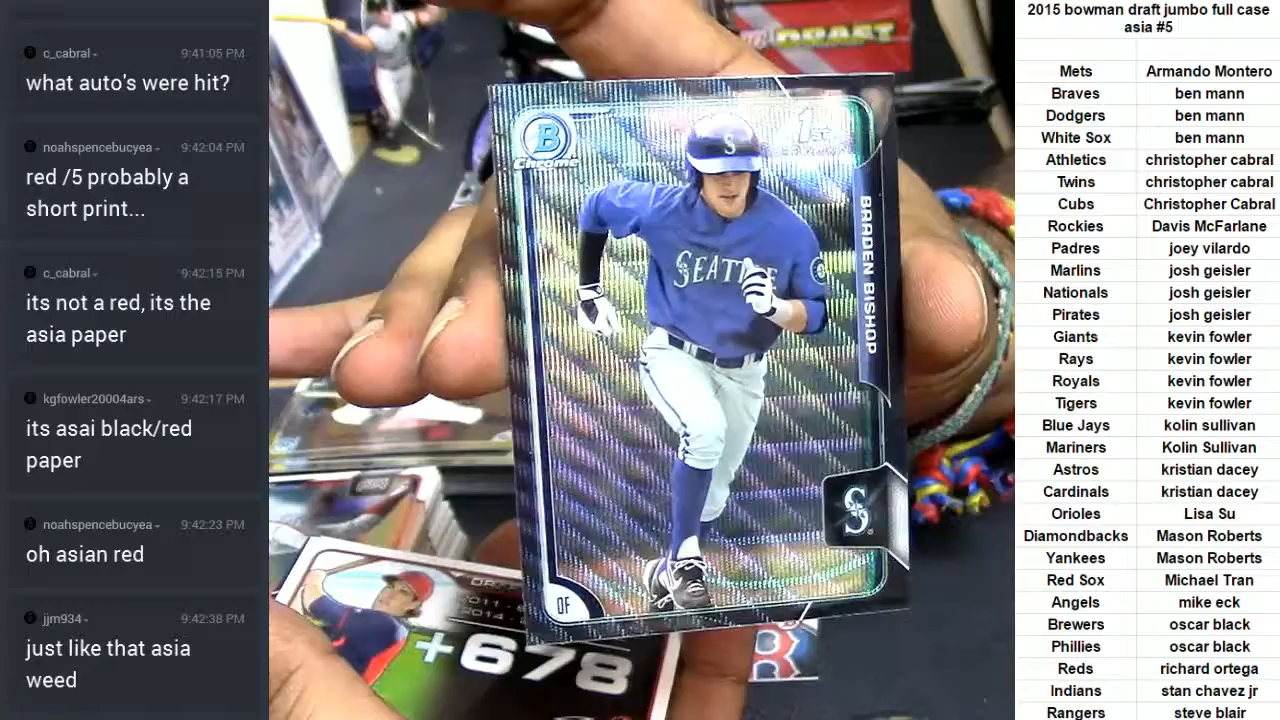 c_cabral 9:41:05 PM
what auto's were hit?
noahspencebucyea 9:42:04 PM
red /5 probably a
short print...
c_cabral 9:42:15 PM
its not a red, its the
asia paper
kgfowler20004ars 9:42:17 PM
its asai black/red
paper
noahspencebucyea 9:42:23 PM
oh asian red
jjm934 9:42:38 PM
just like that asia
weed
DRAFT
B
Chrome
1st
S
SEATTLE
BRADEN BISHOP
S
OF
2011 -
2014 -
+678
B
2015 bowman draft jumbo full case
asia #5
Mets Armando Montero
Braves ben mann
Dodgers ben mann
White Sox ben mann
Athletics christopher cabral
Twins christopher cabral
Cubs Christopher Cabral
Rockies Davis McFarlane
Padres joey vilardo
Marlins josh geisler
Nationals josh geisler
Pirates josh geisler
Giants kevin fowler
Rays kevin fowler
Royals kevin fowler
Tigers kevin fowler
Blue Jays kolin sullivan
Mariners Kolin Sullivan
Astros kristian dacey
Cardinals kristian dacey
Orioles Lisa Su
Diamondbacks Mason Roberts
Yankees Mason Roberts
Red Sox Michael Tran
Angels mike eck
Brewers oscar black
Phillies oscar black
Reds richard ortega
Indians stan chavez jr
Rangers steve blair